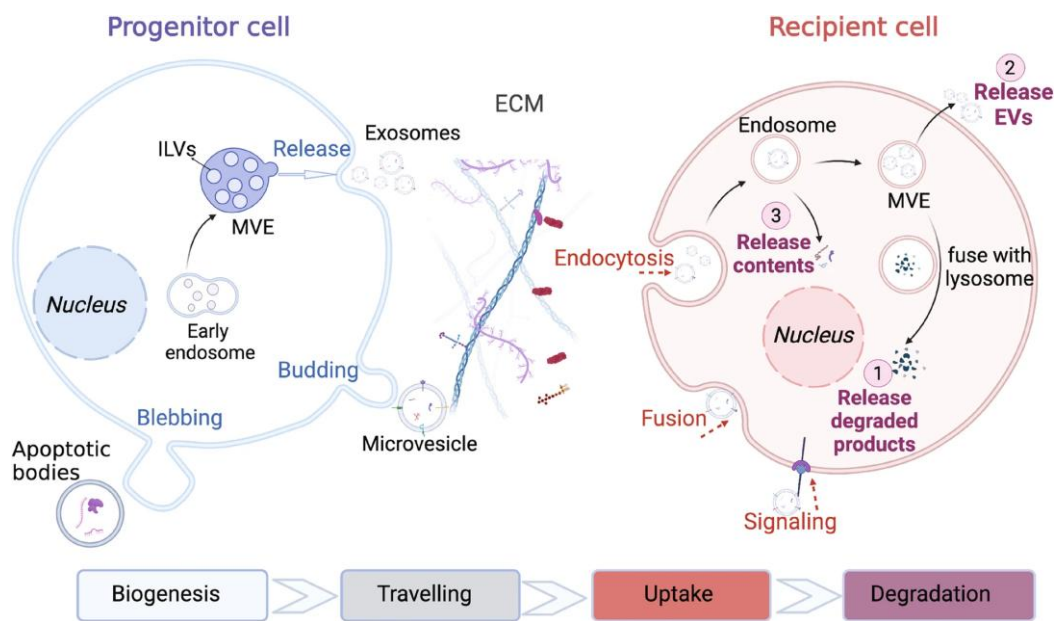 Progenitor cell
Recipient cell
ECM
ILVs
Release
Exosomes
MVE
Nucleus
Early
endosome
Budding
Blebbing
Microvesicle
Apoptotic
bodies
2
Release
EVs
Endosome
MVE
3
Release
contents
Endocytosis
fuse with
lysosome
Nucleus
1
Release
degraded
products
Fusion
Signaling
Biogenesis
Travelling
Uptake
Degradation